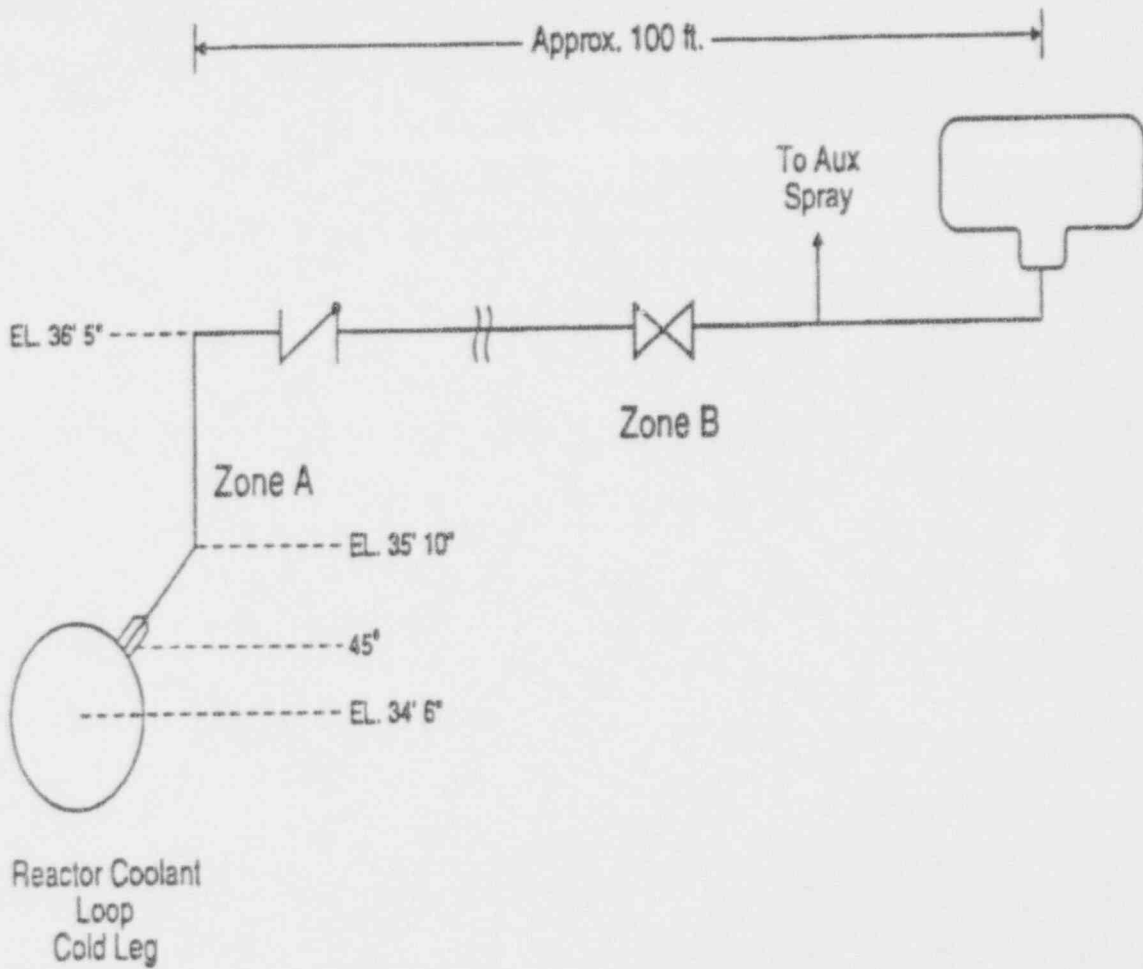 Approx. 100 ft.
To Aux
Spray
EL. 36' 5"
Zone B
Zone A
EL. 35' 10"
45°
EL. 34' 6"
Reactor Coolant
Loop
Cold Leg